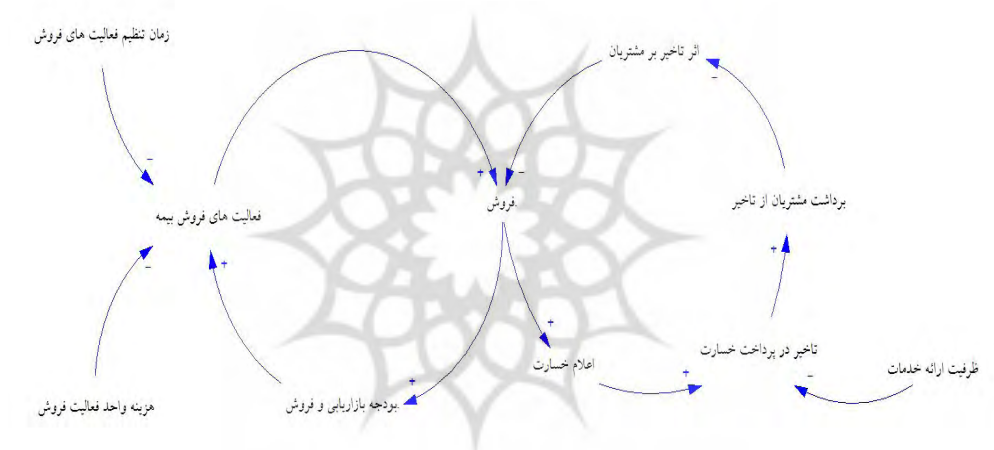 زمان تنظیم فعالیت های فروش
اثر تاخیر بر مشتریان
-
-
+
-
-
فروش.
برداشت مشتریان از تاخیر
فعالیت های فروش بیمه
+
-
+
+
تاخیر در پرداخت خسارت
اعلام خسارت
ظرفیت ارائه خدمات
+
-
+
بودجه بازاریابی و فروش.
هزینه واحد فعالیت فروش